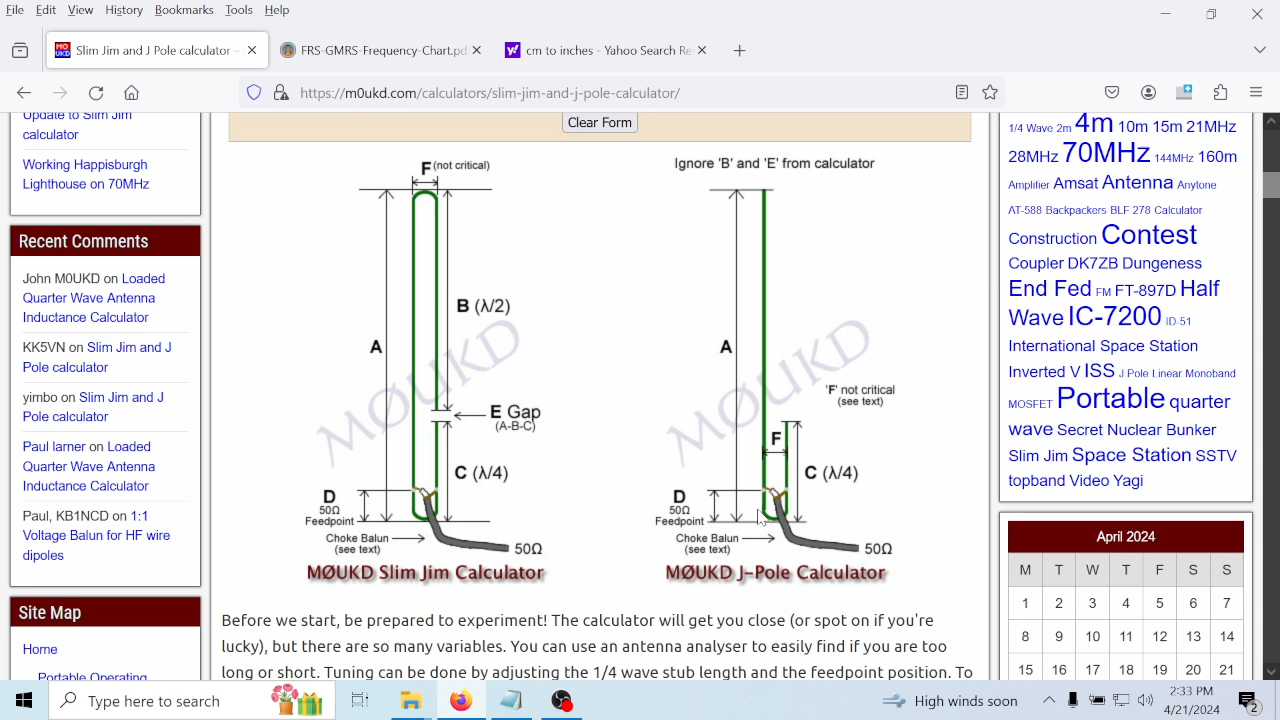 File Edit View History Bookmarks Tools Help
Slim Jim and J Pole calculator –
FRS-GMRS-Frequency-Chart.pd
cm to inches - Yahoo Search Re
https://m0ukd.com/calculators/slim-jim-and-j-pole-calculator/
Update to Slim Jim
calculator
Working Happisburgh
Lighthouse on 70MHz
Recent Comments
John M0UKD on Loaded
Quarter Wave Antenna
Inductance Calculator
KK5VN on Slim Jim and J
Pole calculator
yimbo on Slim Jim and J
Pole calculator
Paul larner on Loaded
Quarter Wave Antenna
Inductance Calculator
Paul, KB1NCD on 1:1
Voltage Balun for HF wire
dipoles
Site Map
Home
Portable Operating
Clear Form
F (not critical)
A
B (λ/2)
E Gap
(A-B-C)
C (λ/4)
D
50Ω
Feedpoint
Choke Balun
(see text)
50Ω
MØUKD
MØUKD Slim Jim Calculator
Ignore 'B' and 'E' from calculator
A
'F' not critical
(see text)
F
C (λ/4)
D
50Ω
Feedpoint
Choke Balun
(see text)
50Ω
MØUKD
MØUKD J-Pole Calculator
Before we start, be prepared to experiment! The calculator will get you close (or spot on if you're
lucky), but there are so many variables. You can use an antenna analyser to easily find if you are too
long or short. Tuning can be done by adjusting the 1/4 wave stub length and the feedpoint position. To
1/4 Wave 2m 4m 10m 15m 21MHz
28MHz 70MHz 144MHz 160m
Amplifier Amsat Antenna Anytone
AT-588 Backpackers BLF 278 Calculator
Construction Contest
Coupler DK7ZB Dungeness
End Fed FM FT-897D Half
Wave IC-7200 ID-51
International Space Station
Inverted V ISS J Pole Linear Monoband
MOSFET Portable quarter
wave Secret Nuclear Bunker
Slim Jim Space Station SSTV
topband Video Yagi
April 2024
M T W T F S S
1 2 3 4 5 6 7
8 9 10 11 12 13 14
15 16 17 18 19 20 21
Type here to search
High winds soon
2:33 PM
4/21/2024
2